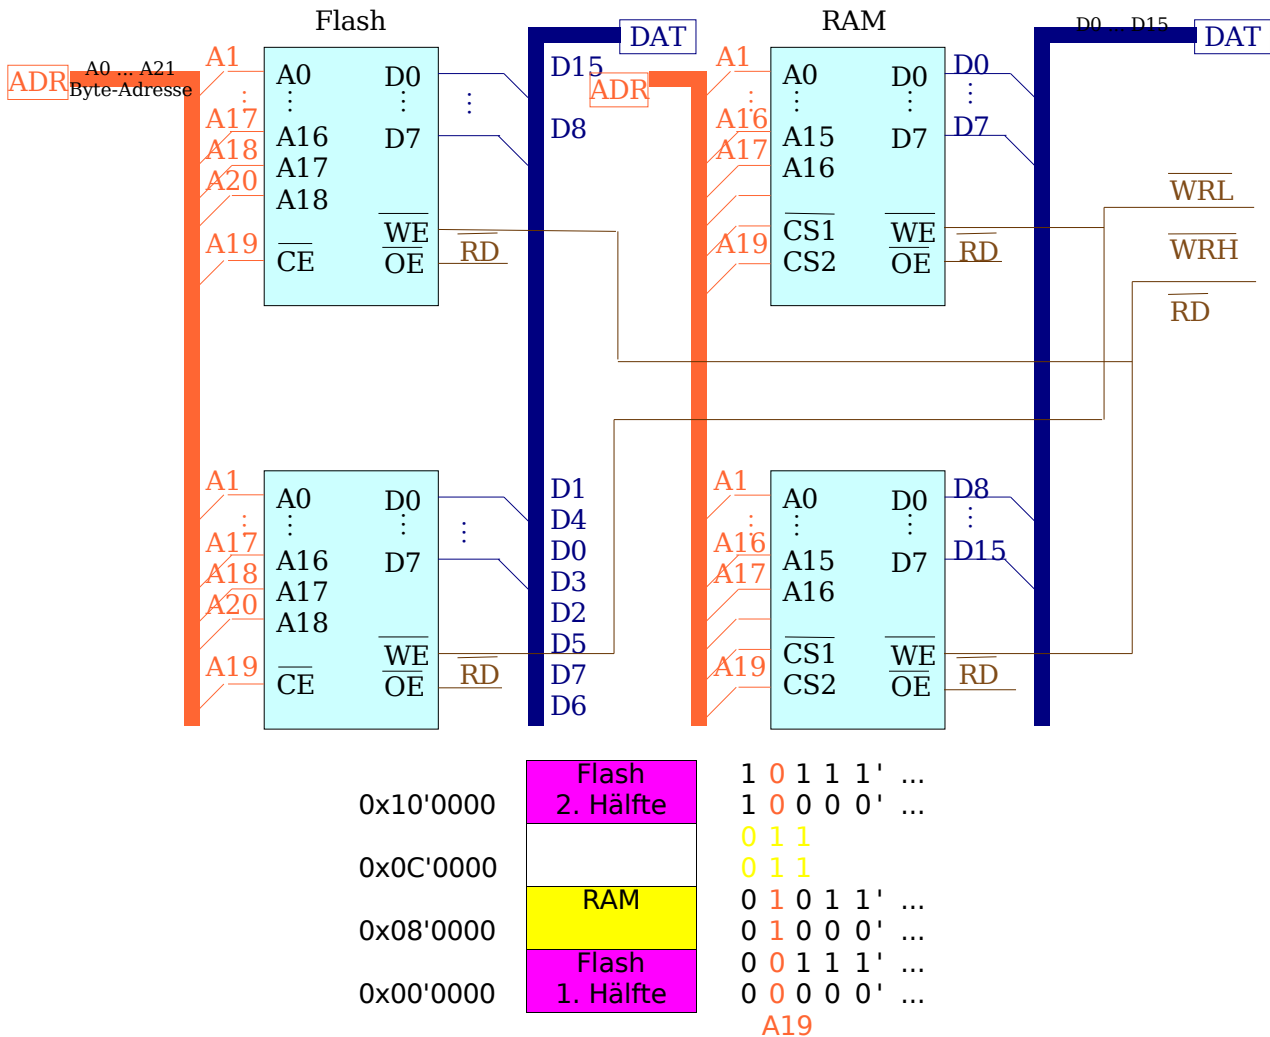 Flash
RAM
DAT
D0 ... D15
DAT
ADR
A0 ... A21
Byte-Adresse
A1
⋮
A17
A18
A20
A19
A0
⋮
A16
A17
A18
CE
D0
⋮
D7
WE
OE
RD
⋮
D15
D8
ADR
A1
⋮
A16
A17
A19
A0
⋮
A15
A16
CS1
CS2
D0
⋮
D7
WE
OE
RD
D0
⋮
D7
WRL
WRH
RD
A1
⋮
A17
A18
A20
A19
A0
⋮
A16
A17
A18
CE
D0
⋮
D7
WE
OE
RD
⋮
D1
D4
D0
D3
D2
D5
D7
D6
A1
⋮
A16
A17
A19
A0
⋮
A15
A16
CS1
CS2
D0
⋮
D7
WE
OE
RD
D8
⋮
D15
Flash 1 0 1 1 1' ...
0x10'0000 2. Hälfte 1 0 0 0 0' ...
0 1 1
0x0C'0000 0 1 1
RAM 0 1 0 1 1' ...
0x08'0000 0 1 0 0 0' ...
Flash 0 0 1 1 1' ...
0x00'0000 1. Hälfte 0 0 0 0 0' ...
A19